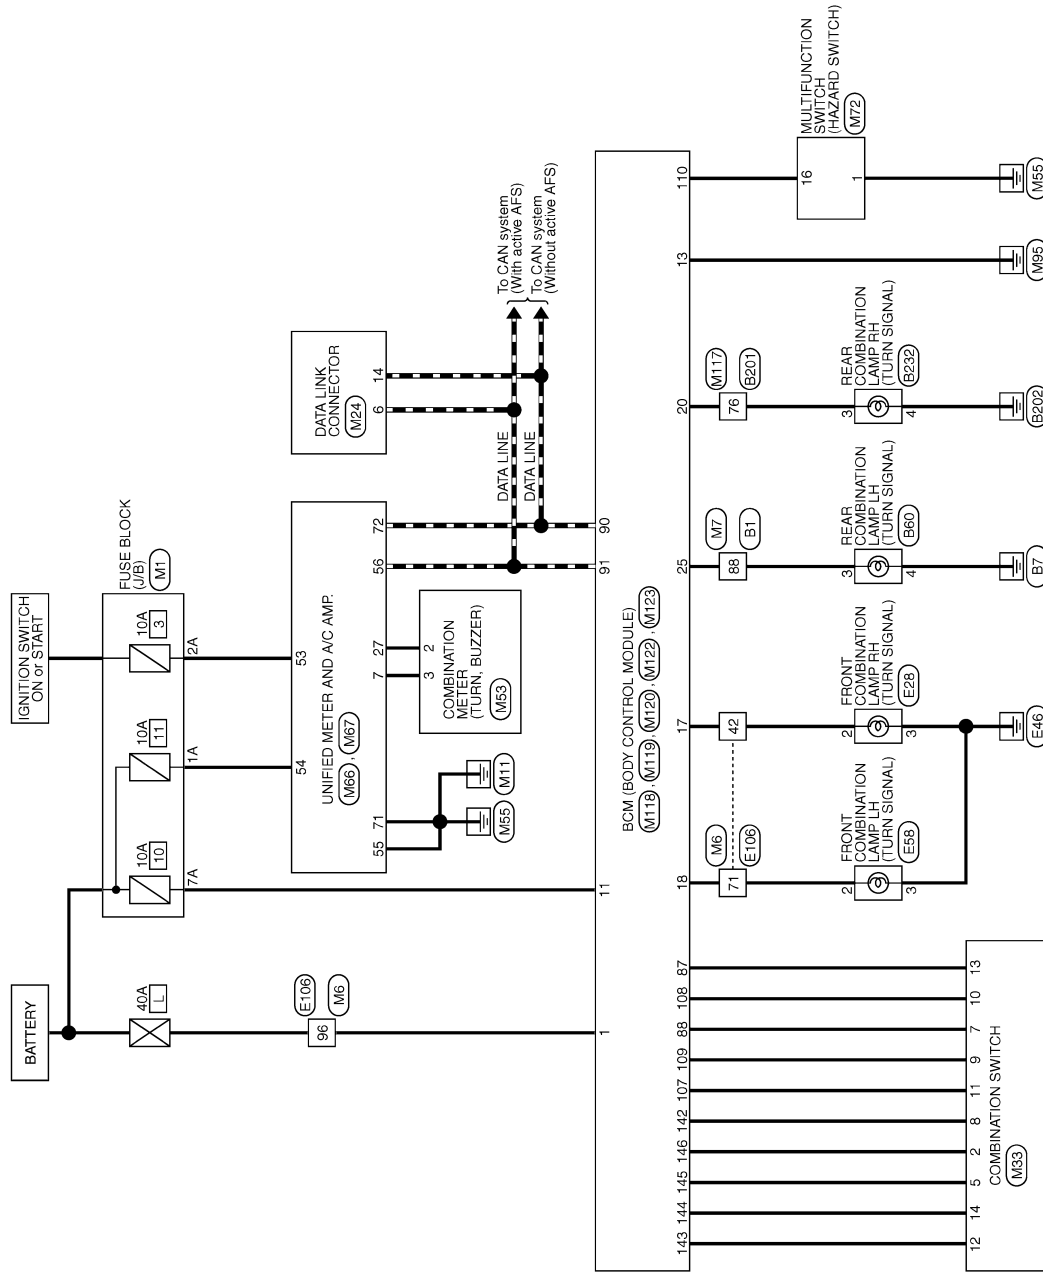 IGNITION SWITCH
ON or START
BATTERY
FUSE BLOCK
(J/B)
M1
40A
L
10A
10
10A
11
10A
3
7A
1A
2A
E106
M6
96
DATA LINK
CONNECTOR
M24
6
14
54
53
UNIFIED METER AND A/C AMP.
M66 , M67
55
71
7
27
56
72
M55
M11
3
2
COMBINATION
METER
(TURN, BUZZER)
M53
DATA LINE
DATA LINE
To CAN system
(With active AFS)
To CAN system
(Without active AFS)
1
11
91
90
BCM (BODY CONTROL MODULE)
M118 , M119 , M120 , M122 , M123
143
144
145
146
142
107
109
88
108
87
18
17
25
20
13
110
M6
E106
71
42
M7
B1
88
M117
B201
76
FRONT
COMBINATION
LAMP LH
(TURN SIGNAL)
E58
2
3
FRONT
COMBINATION
LAMP RH
(TURN SIGNAL)
E28
2
3
REAR
COMBINATION
LAMP LH
(TURN SIGNAL)
B60
3
4
REAR
COMBINATION
LAMP RH
(TURN SIGNAL)
B232
3
4
MULTIFUNCTION
SWITCH
(HAZARD SWITCH)
M72
16
1
12
14
5
2
8
11
9
7
10
13
COMBINATION SWITCH
M33
E46
B7
B202
M95
M55